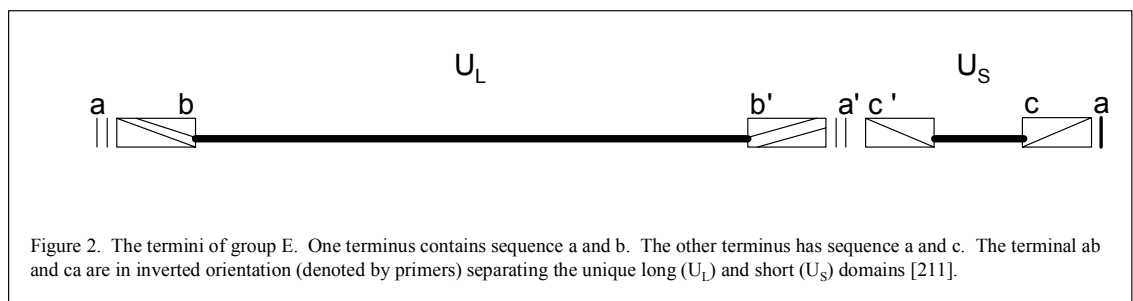 U_L U_S
a b b' a' c' c a
Figure 2. The termini of group E. One terminus contains sequence a and b. The other terminus has sequence a and c. The terminal ab
and ca are in inverted orientation (denoted by primers) separating the unique long (U_L) and short (U_S) domains [211].